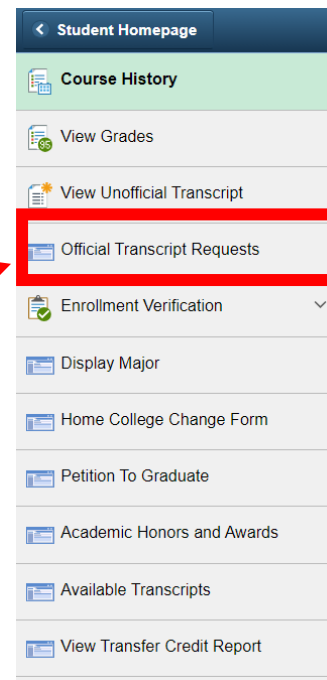 Student Homepage
Course History
95
View Grades
View Unofficial Transcript
Official Transcript Requests
Enrollment Verification
Display Major
Home College Change Form
Petition To Graduate
Academic Honors and Awards
Available Transcripts
View Transfer Credit Report